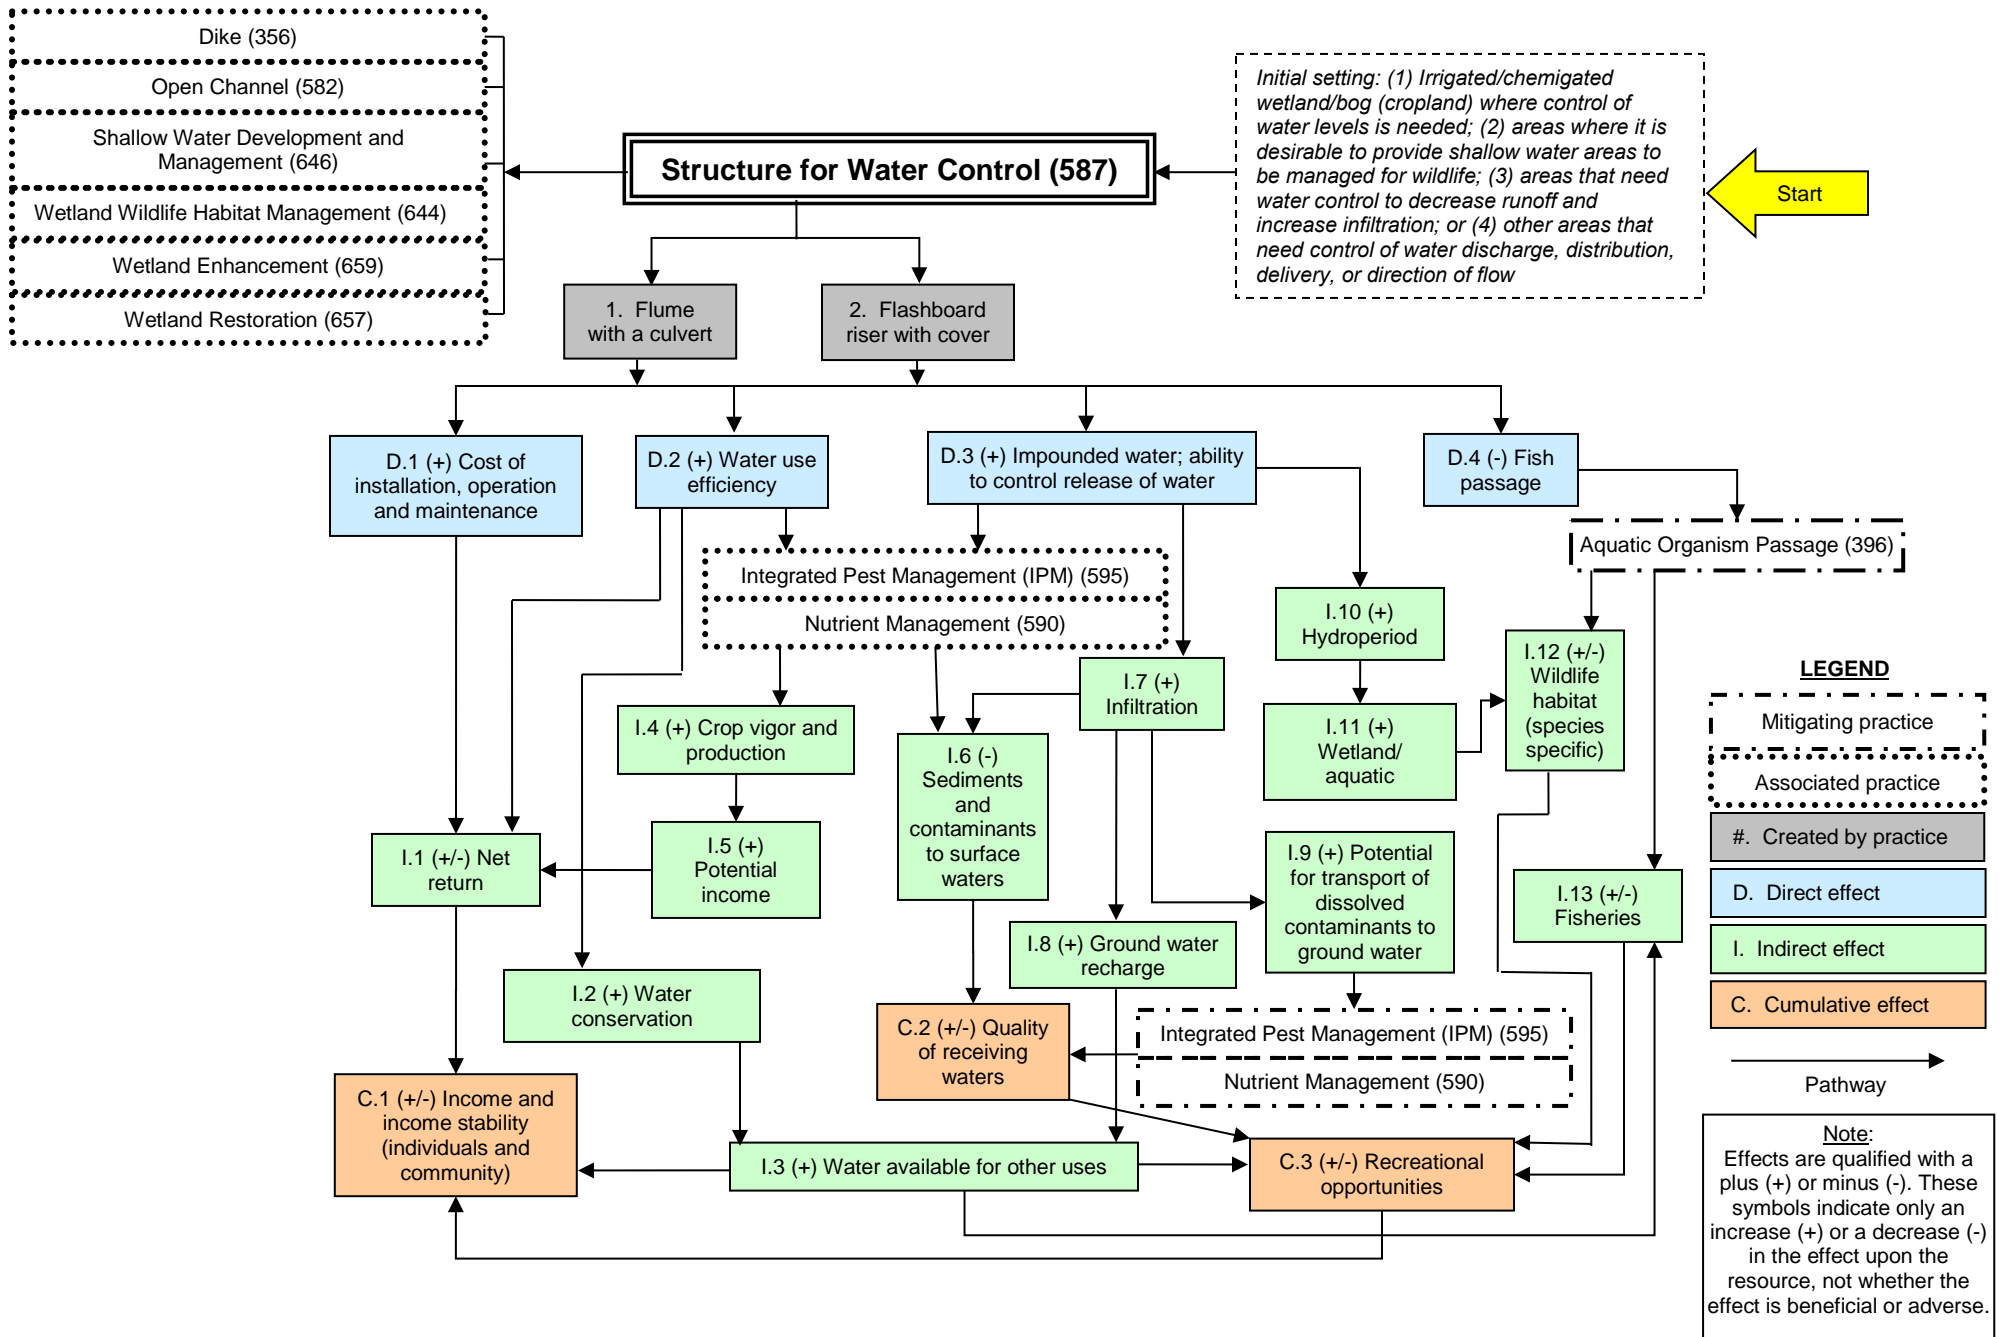 Dike (356)
Open Channel (582)
Shallow Water Development and
Management (646)
Wetland Wildlife Habitat Management (644)
Wetland Enhancement (659)
Wetland Restoration (657)
Structure for Water Control (587)
Initial setting: (1) Irrigated/chemigated
wetland/bog (cropland) where control of
water levels is needed; (2) areas where it is
desirable to provide shallow water areas to
be managed for wildlife; (3) areas that need
water control to decrease runoff and
increase infiltration; or (4) other areas that
need control of water discharge, distribution,
delivery, or direction of flow
Start
1. Flume
with a culvert
2. Flashboard
riser with cover
D.1 (+) Cost of
installation, operation
and maintenance
D.2 (+) Water use
efficiency
D.3 (+) Impounded water; ability
to control release of water
D.4 (-) Fish
passage
Aquatic Organism Passage (396)
Integrated Pest Management (IPM) (595)
Nutrient Management (590)
I.10 (+)
Hydroperiod
I.12 (+/-)
Wildlife
habitat
(species
specific)
I.7 (+)
Infiltration
I.4 (+) Crop vigor and
production
I.11 (+)
Wetland/
aquatic
I.6 (-)
Sediments
and
contaminants
to surface
waters
I.1 (+/-) Net
return
I.5 (+)
Potential
income
I.9 (+) Potential
for transport of
dissolved
contaminants to
ground water
I.13 (+/-)
Fisheries
I.8 (+) Ground water
recharge
I.2 (+) Water
conservation
C.2 (+/-) Quality
of receiving
waters
Integrated Pest Management (IPM) (595)
Nutrient Management (590)
C.1 (+/-) Income and
income stability
(individuals and
community)
I.3 (+) Water available for other uses
C.3 (+/-) Recreational
opportunities
LEGEND
Mitigating practice
Associated practice
#. Created by practice
D. Direct effect
I. Indirect effect
C. Cumulative effect
Pathway
Note:
Effects are qualified with a
plus (+) or minus (-). These
symbols indicate only an
increase (+) or a decrease (-)
in the effect upon the
resource, not whether the
effect is beneficial or adverse.